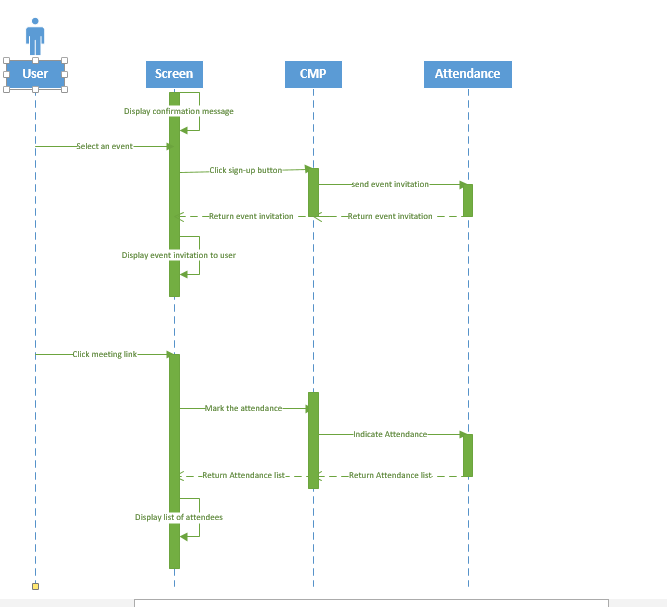 User
Screen
CMP
Attendance
Display confirmation message
Select an event
Click sign-up button
send event invitation
Return event invitation
Return event invitation
Display event invitation to user
Click meeting link
Mark the attendance
Indicate Attendance
Return Attendance list
Return Attendance list
Display list of attendees